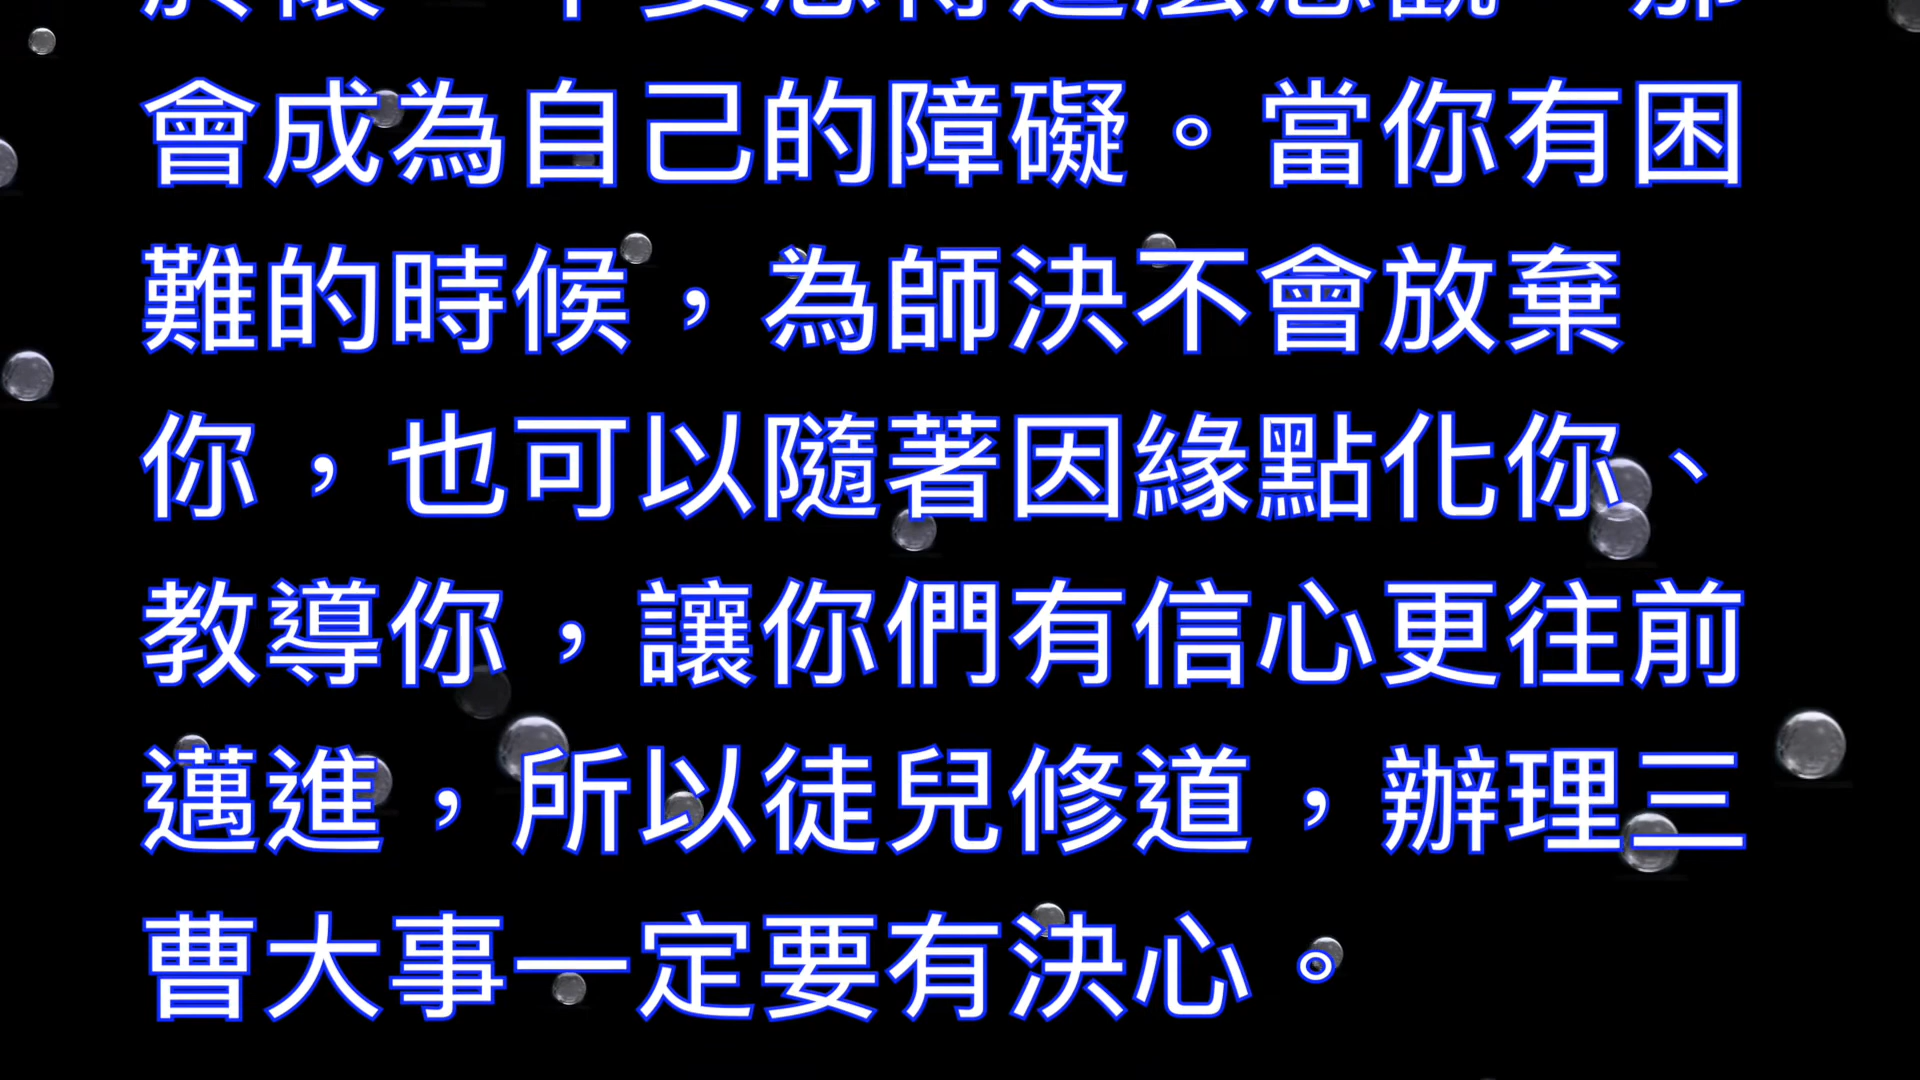 會成為自己的障礙。當你有困
難的時候，為師決不會放棄
你，也可以隨著因緣點化你、
教導你，讓你們有信心更往前
邁進，所以徒兒修道，辦理三
曹大事一定要有決心。